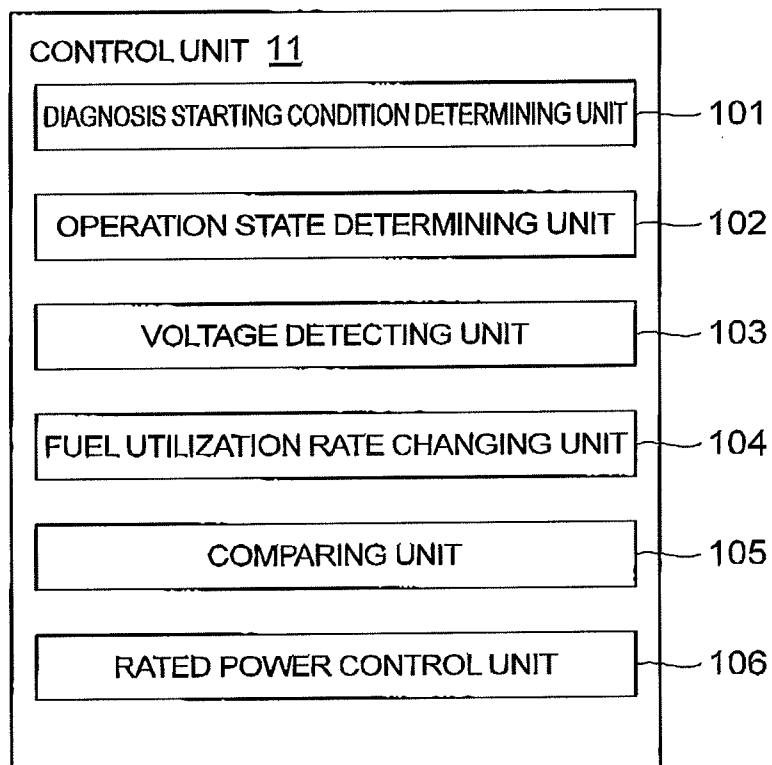 CONTROL UNIT 11
DIAGNOSIS STARTING CONDITION DETERMINING UNIT 101
OPERATION STATE DETERMINING UNIT 102
VOLTAGE DETECTING UNIT 103
FUEL UTILIZATION RATE CHANGING UNIT 104
COMPARING UNIT 105
RATED POWER CONTROL UNIT 106